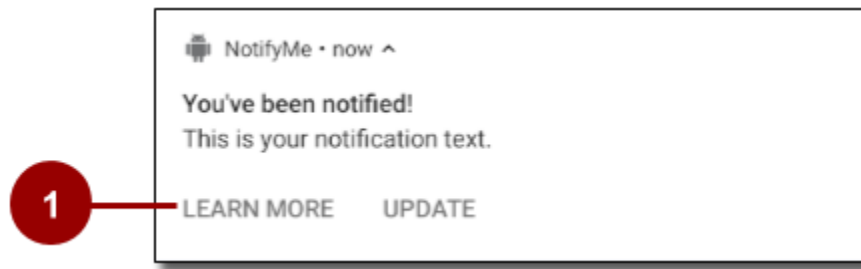 NotifyMe • now
You've been notified!
This is your notification text.
1
LEARN MORE UPDATE